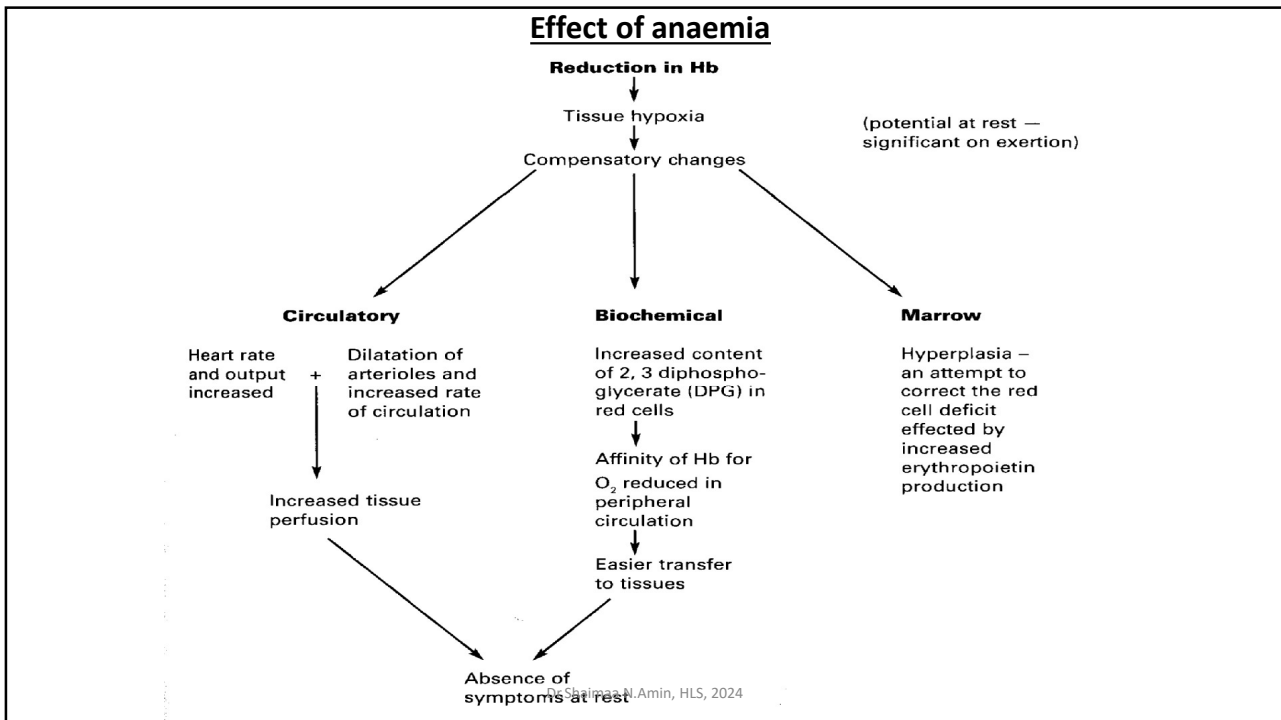 Effect of anaemia
Reduction in Hb
Tissue hypoxia
(potential at rest —
significant on exertion)
Compensatory changes
Circulatory
Heart rate
and output
increased
+
Dilatation of
arterioles and
increased rate
of circulation
Increased tissue
perfusion
Biochemical
Increased content
of 2, 3 diphospho-
glycerate (DPG) in
red cells
Affinity of Hb for
O₂ reduced in
peripheral
circulation
Easier transfer
to tissues
Marrow
Hyperplasia –
an attempt to
correct the red
cell deficit
effected by
increased
erythropoietin
production
Absence of
symptoms at rest
Dr.Shaimaa N.Amin, HLS, 2024